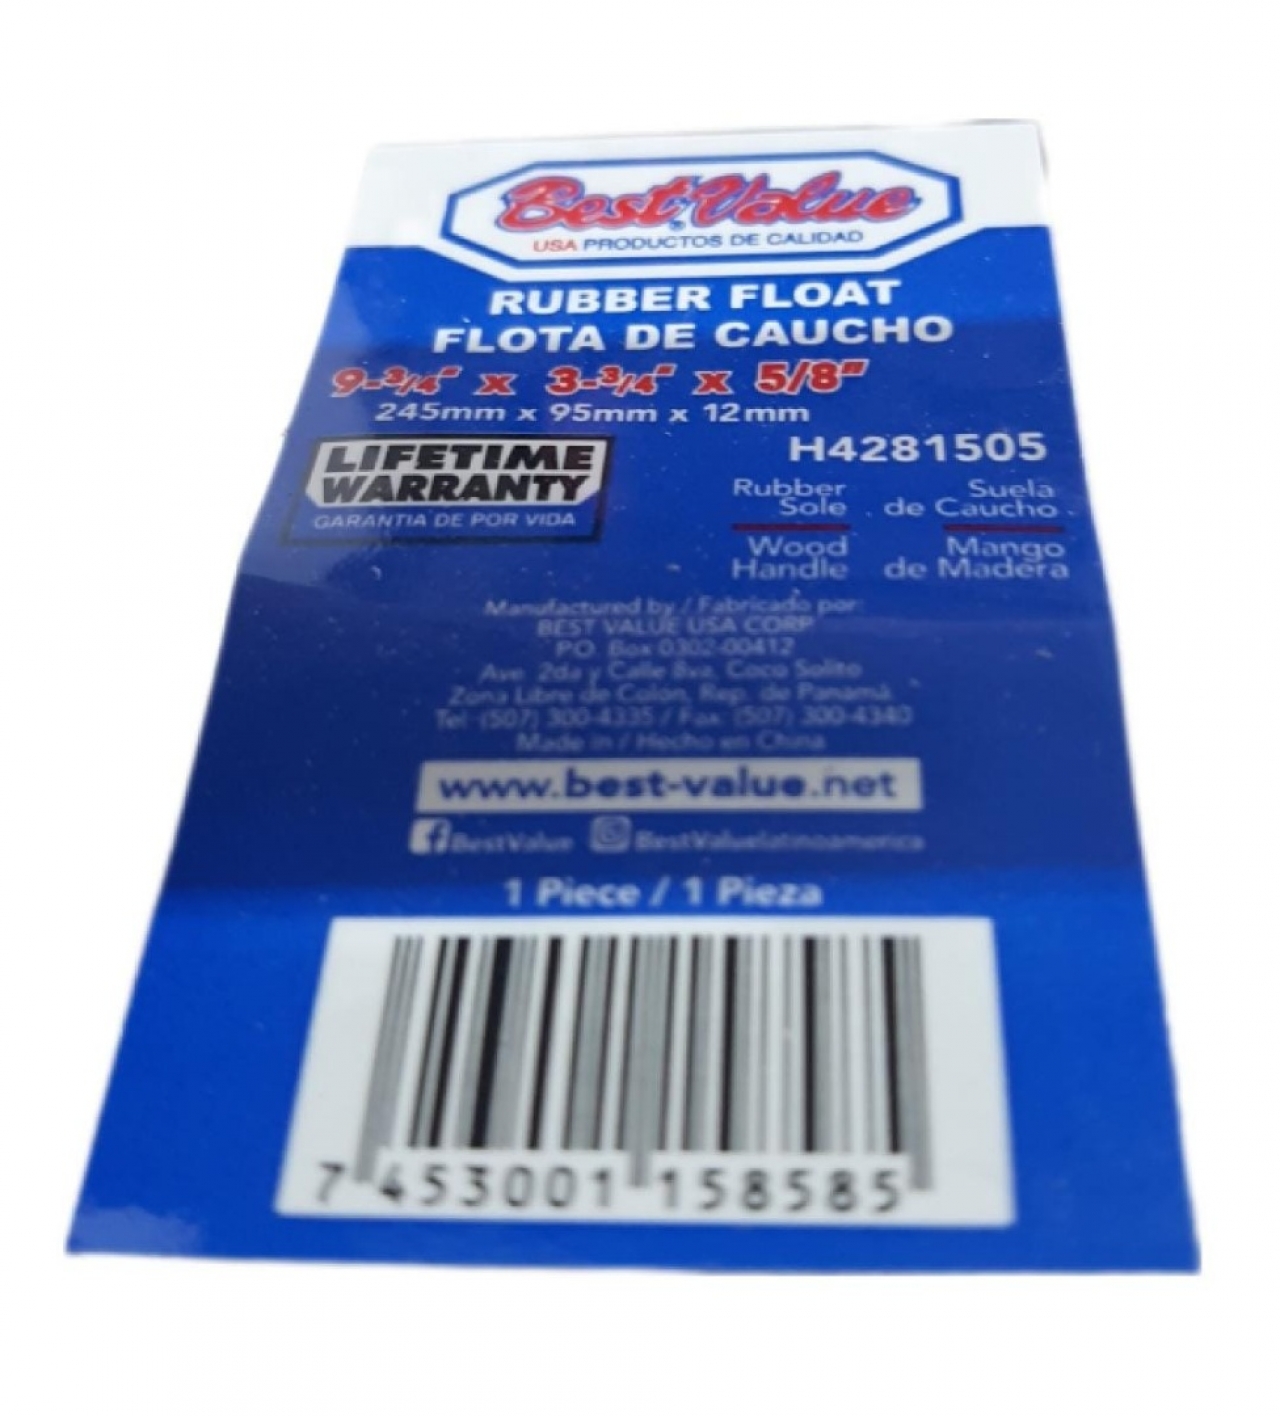 Best Value
USA PRODUCTOS DE CALIDAD
RUBBER FLOAT
FLOTA DE CAUCHO
9-3/4" x 3-3/4" x 5/8"
245mm x 95mm x 12mm
LIFETIME
WARRANTY
GARANTIA DE POR VIDA
H4281505
Rubber Sole
Suela de Caucho
Wood Handle
Mango de Madera
Manufactured by / Fabricado por:
BEST VALUE USA CORP
P.O. Box 0302-00412
Ave. 2da y Calle 8va, Coco Solito
Zona Libre de Colón, Rep. de Panamá
Tel: (507) 300-4335 / Fax: (507) 300-4340
Made in / Hecho en China
www.best-value.net
BestValue BestValuelatinoamerica
1 Piece / 1 Pieza
7 453001 158585